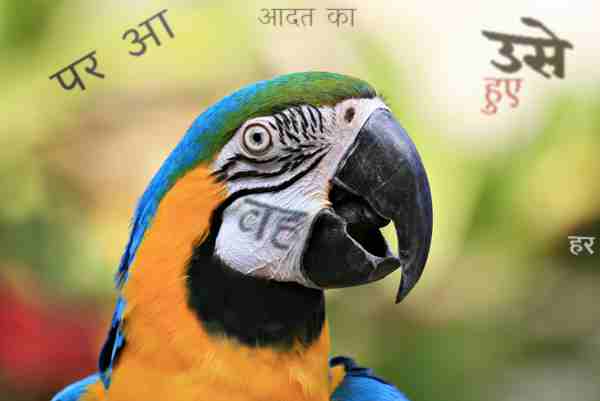 पर आ
आदत का
उसे
हुए
वह
हर